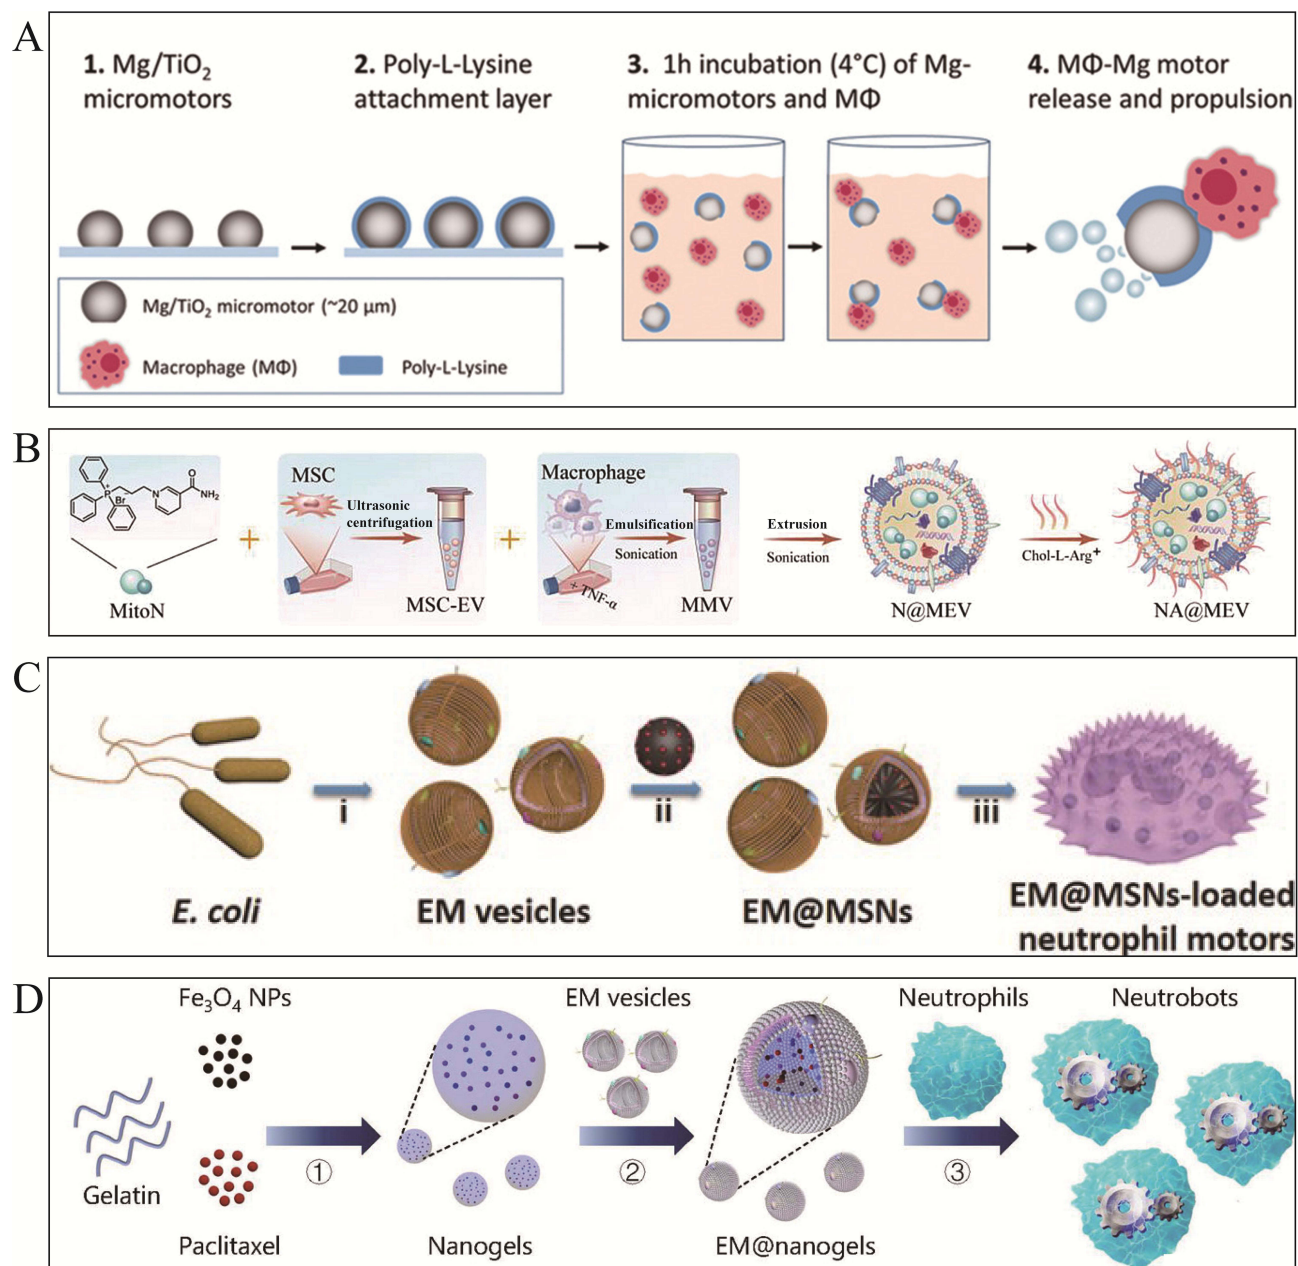 A
1. Mg/TiO₂
micromotors
2. Poly-L-Lysine
attachment layer
3. 1h incubation (4°C) of Mg-
micromotors and MΦ
4. MΦ-Mg motor
release and propulsion
Mg/TiO₂ micromotor (~20 µm)
Macrophage (MΦ)
Poly-L-Lysine
B
P⁺
Br
N
O
NH₂
MitoN
+
MSC
Ultrasonic
centrifugation
MSC-EV
+
Macrophage
+ TNF-α
Emulsification
Sonication
MMV
Extrusion
Sonication
N@MEV
Chol-L-Arg⁺
NA@MEV
C
i
ii
iii
E. coli
EM vesicles
EM@MSNs
EM@MSNs-loaded
neutrophil motors
D
Fe₃O₄ NPs
EM vesicles
Neutrophils
Neutrobots
Gelatin
①
②
③
Paclitaxel
Nanogels
EM@nanogels